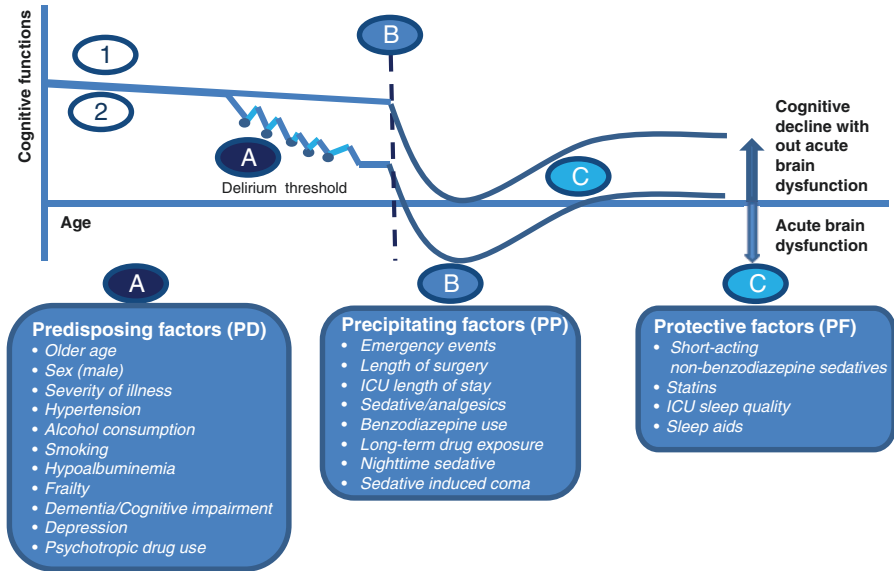 Cognitive functions
1
2
A
B
C
Delirium threshold
Age
Cognitive
decline with
out acute
brain
dysfunction
Acute brain
dysfunction
A
Predisposing factors (PD)
• Older age
• Sex (male)
• Severity of illness
• Hypertension
• Alcohol consumption
• Smoking
• Hypoalbuminemia
• Frailty
• Dementia/Cognitive impairment
• Depression
• Psychotropic drug use
B
Precipitating factors (PP)
• Emergency events
• Length of surgery
• ICU length of stay
• Sedative/analgesics
• Benzodiazepine use
• Long-term drug exposure
• Nighttime sedative
• Sedative induced coma
C
Protective factors (PF)
• Short-acting
non-benzodiazepine sedatives
• Statins
• ICU sleep quality
• Sleep aids